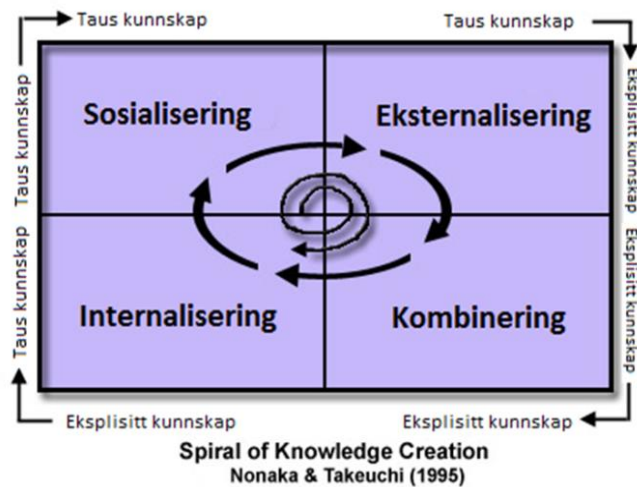 Taus kunnskap
Taus kunnskap
Taus kunnskap
Eksplisitt kunnskap
Sosialisering
Eksternalisering
Taus kunnskap
Eksplisitt kunnskap
Internalisering
Kombinering
Eksplisitt kunnskap
Eksplisitt kunnskap
Spiral of Knowledge Creation
Nonaka & Takeuchi (1995)